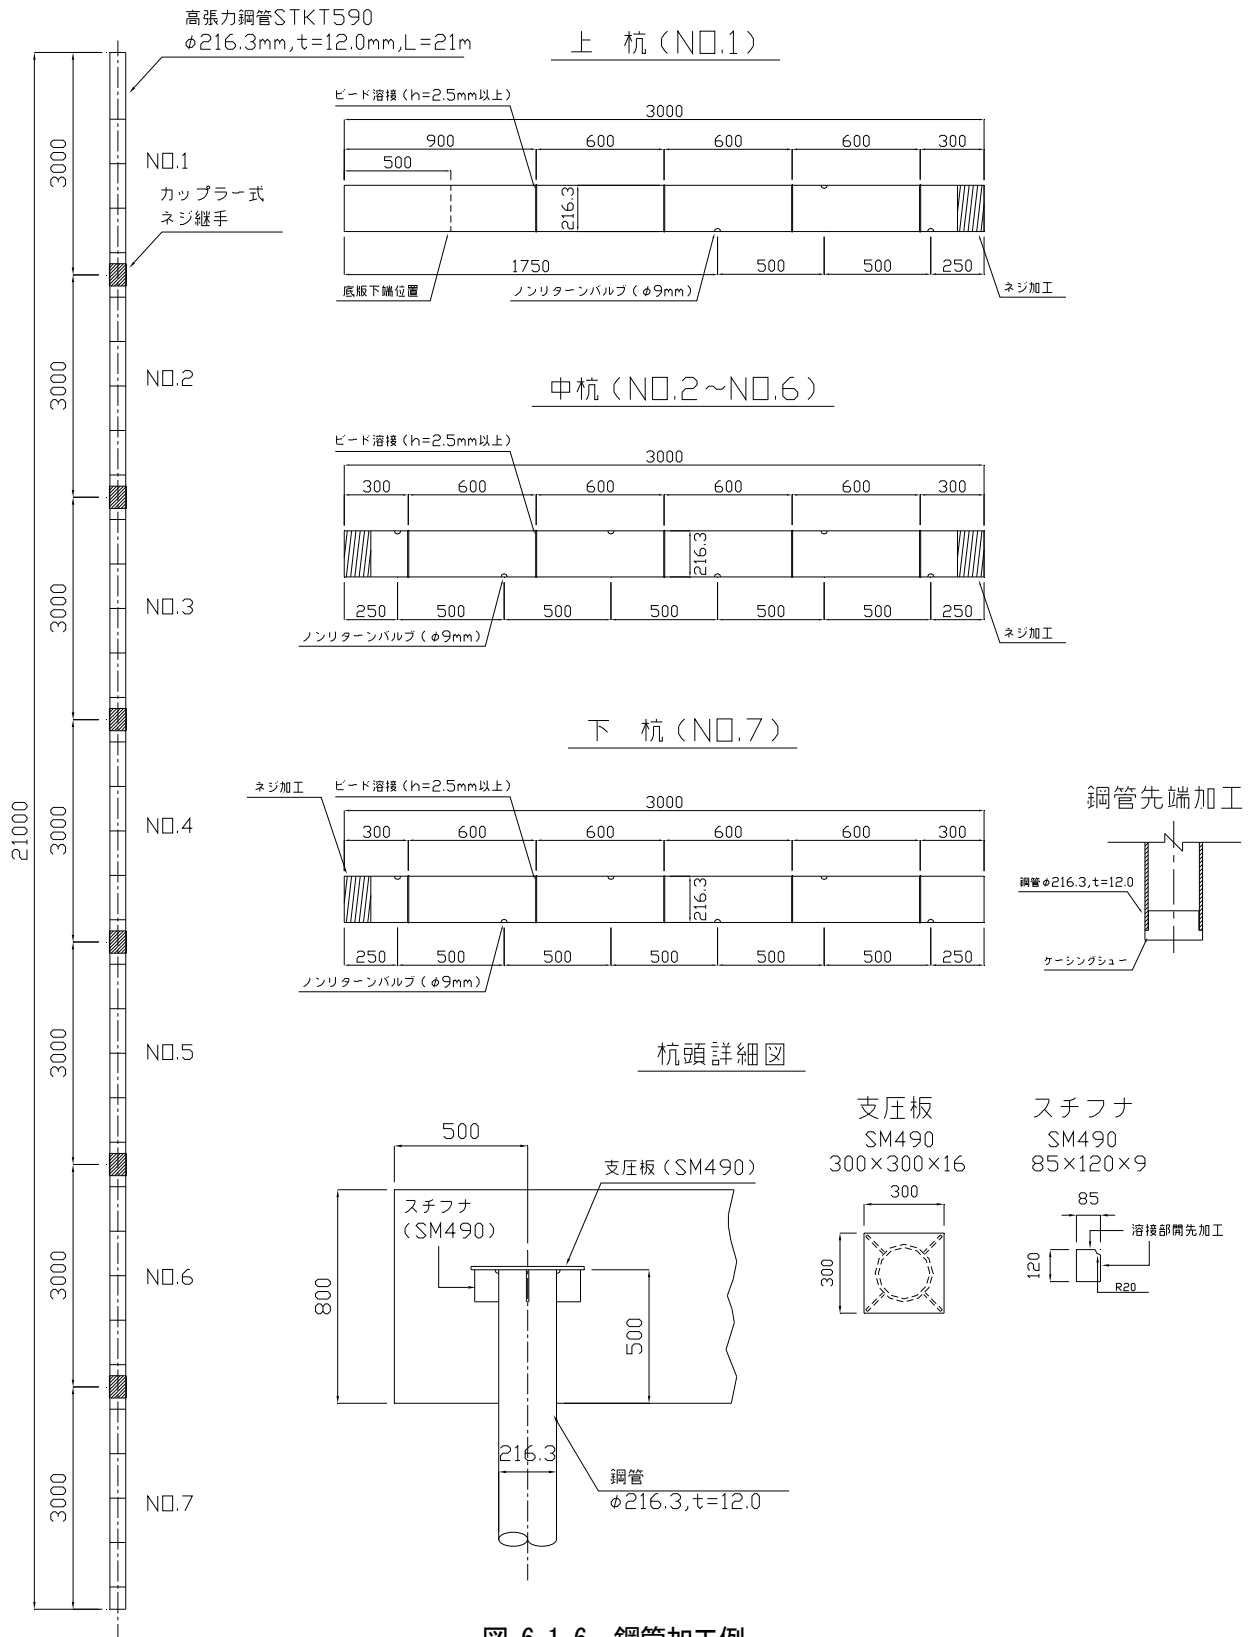 高張力鋼管STKT590
φ216.3mm,t=12.0mm,L=21m
21000
3000
3000
3000
3000
3000
3000
3000
NO.1
カップラー式
ネジ継手
NO.2
NO.3
NO.4
NO.5
NO.6
NO.7
上 杭(NO.1)
ビード溶接(h=2.5mm以上)
3000
900 600 600 600 300
500
216.3
1750 500 500 250
底版下端位置
ノンリターンバルブ(φ9mm)
ネジ加工
中杭(NO.2～NO.6)
ビード溶接(h=2.5mm以上)
3000
300 600 600 600 600 300
216.3
250 500 500 500 500 500 250
ノンリターンバルブ(φ9mm)
ネジ加工
下 杭(NO.7)
ネジ加工
ビード溶接(h=2.5mm以上)
3000
300 600 600 600 600 300
216.3
250 500 500 500 500 500 250
ノンリターンバルブ(φ9mm)
鋼管先端加工
鋼管φ216.3,t=12.0
ケーシングシュー
杭頭詳細図
500
支圧板(SM490)
スチフナ
(SM490)
800
500
216.3
鋼管
φ216.3,t=12.0
支圧板
SM490
300×300×16
300
300
スチフナ
SM490
85×120×9
85
溶接部開先加工
120
R20
図 6.1.6 鋼管加工例